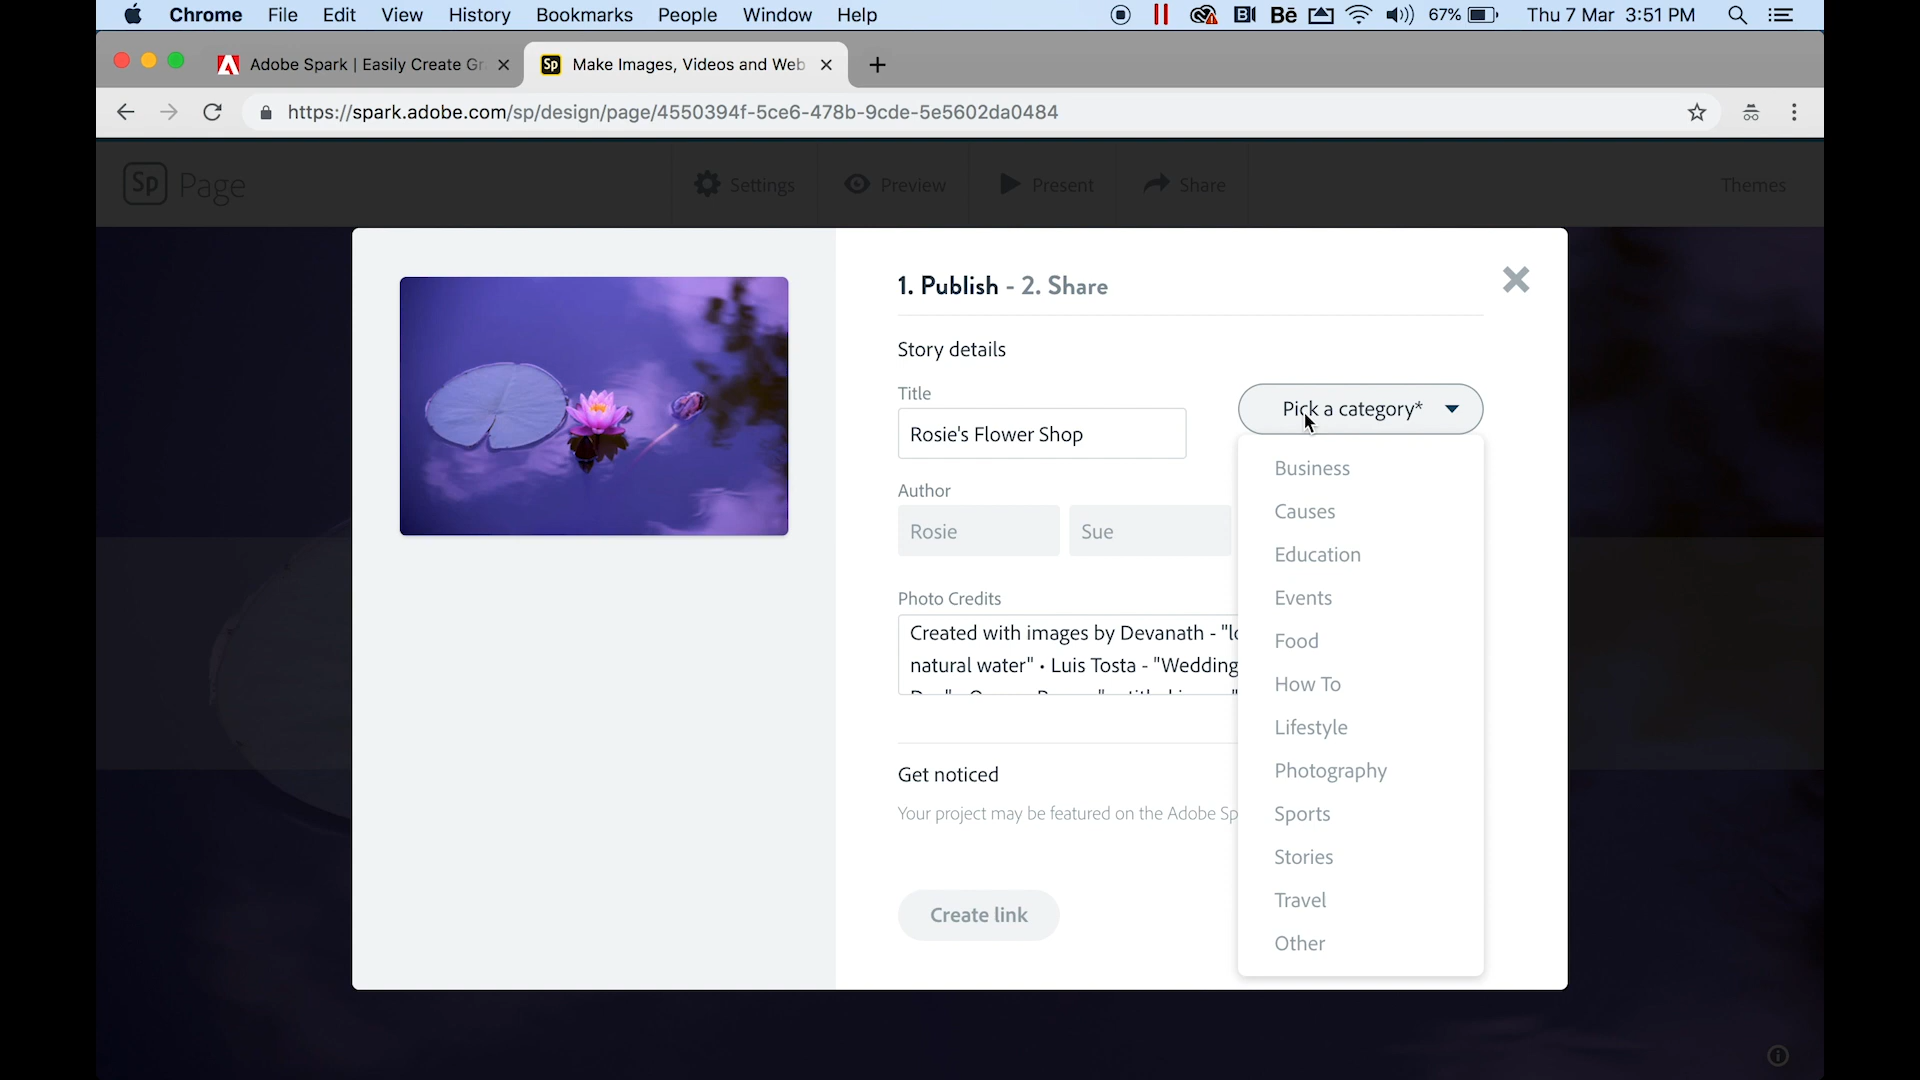 Chrome File Edit View History Bookmarks People Window Help 67% Thu 7 Mar 3:51 PM
Adobe Spark | Easily Create Gr
Sp Make Images, Videos and Web
https://spark.adobe.com/sp/design/page/4550394f-5ce6-478b-9cde-5e5602da0484
Sp Page Settings Preview Present Share Themes
1. Publish - 2. Share
Story details
Title
Rosie's Flower Shop
Pick a category*
Author
Rosie Sue
Photo Credits
Created with images by Devanath - "lo
natural water" • Luis Tosta - "Wedding
Get noticed
Your project may be featured on the Adobe Sp
Create link
Business
Causes
Education
Events
Food
How To
Lifestyle
Photography
Sports
Stories
Travel
Other